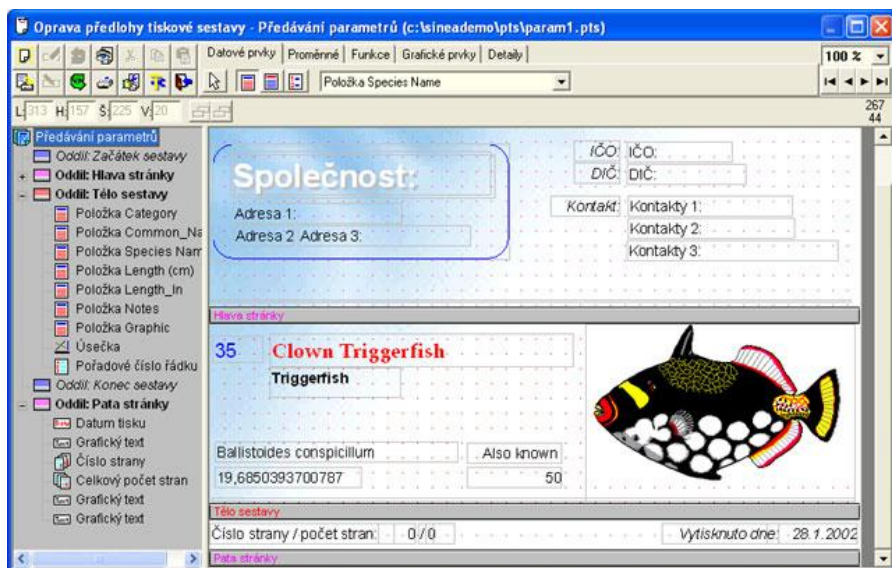 Oprava předlohy tiskové sestavy - Předávání parametrů (c:\sineademo\pts\param1.pts)
Datové prvky Proměnné Funkce Grafické prvky Detaily
100 %
Položka Species Name
L: 313 H: 157 Š: 225 V: 20
267
44
Předávání parametrů
Oddíl: Začátek sestavy
Oddíl: Hlava stránky
Oddíl: Tělo sestavy
Položka Category
Položka Common_Na
Položka Species Nam
Položka Length (cm)
Položka Length_In
Položka Notes
Položka Graphic
Úsečka
Pořadové číslo řádku
Oddíl: Konec sestavy
Oddíl: Pata stránky
Datum tisku
Grafický text
Číslo strany
Celkový počet stran
Grafický text
Grafický text
Společnost:
Adresa 1:
Adresa 2 Adresa 3:
IČO: IČO:
DIČ: DIČ:
Kontakt: Kontakty 1:
Kontakty 2:
Kontakty 3:
Hlava stránky
35 Clown Triggerfish
Triggerfish
Ballistoides conspicillum Also known
19,6850393700787 50
Tělo sestavy
Číslo strany / počet stran: 0 / 0 Vytisknuto dne: 28.1.2002
Pata stránky